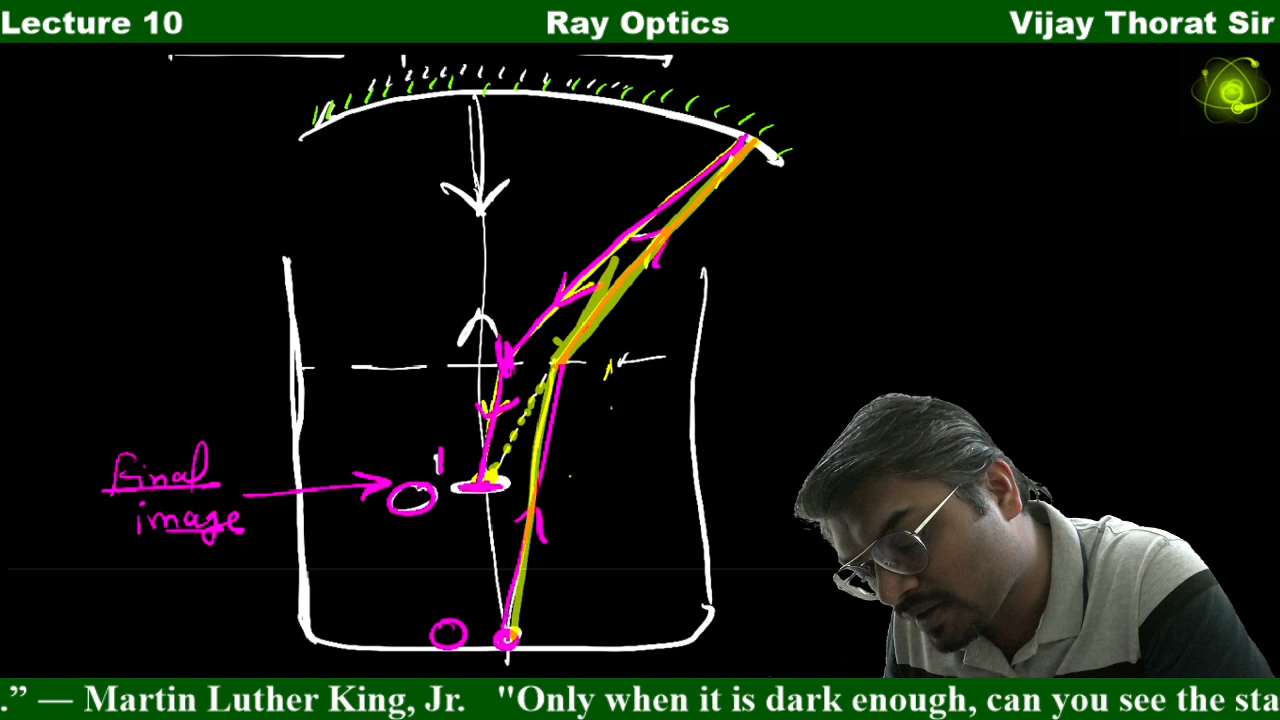 Lecture 10
Ray Optics
Vijay Thorat Sir
Final
image
O'
O
.” — Martin Luther King, Jr. "Only when it is dark enough, can you see the sta